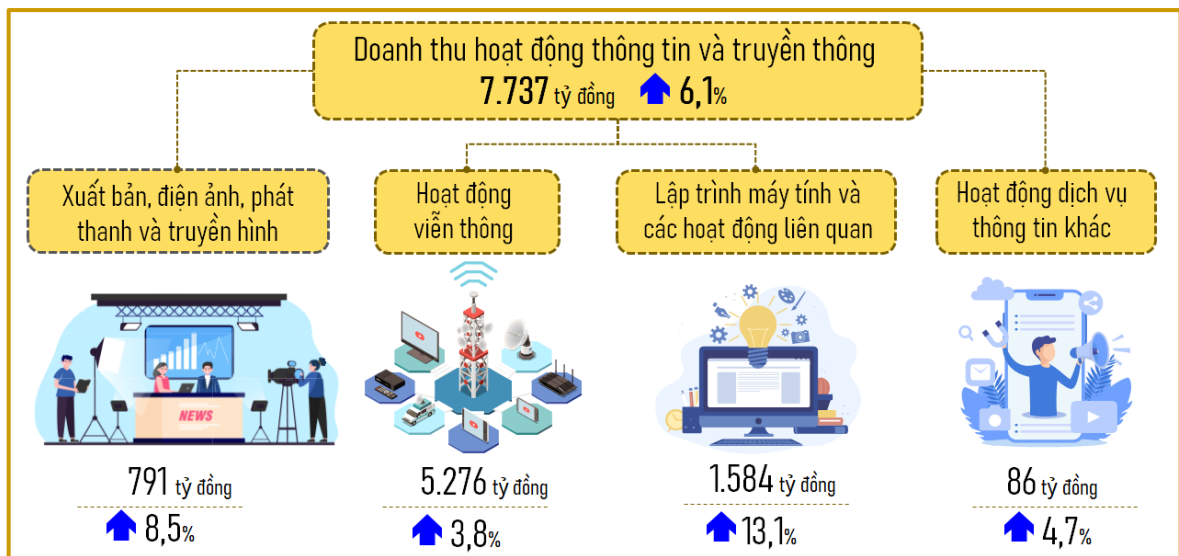 Doanh thu hoạt động thông tin và truyền thông
7.737 tỷ đồng 6,1%
Xuất bản, điện ảnh, phát
thanh và truyền hình
Hoạt động
viễn thông
Lập trình máy tính và
các hoạt động liên quan
Hoạt động dịch vụ
thông tin khác
NEWS
791 tỷ đồng
8,5%
5.276 tỷ đồng
3,8%
1.584 tỷ đồng
13,1%
86 tỷ đồng
4,7%